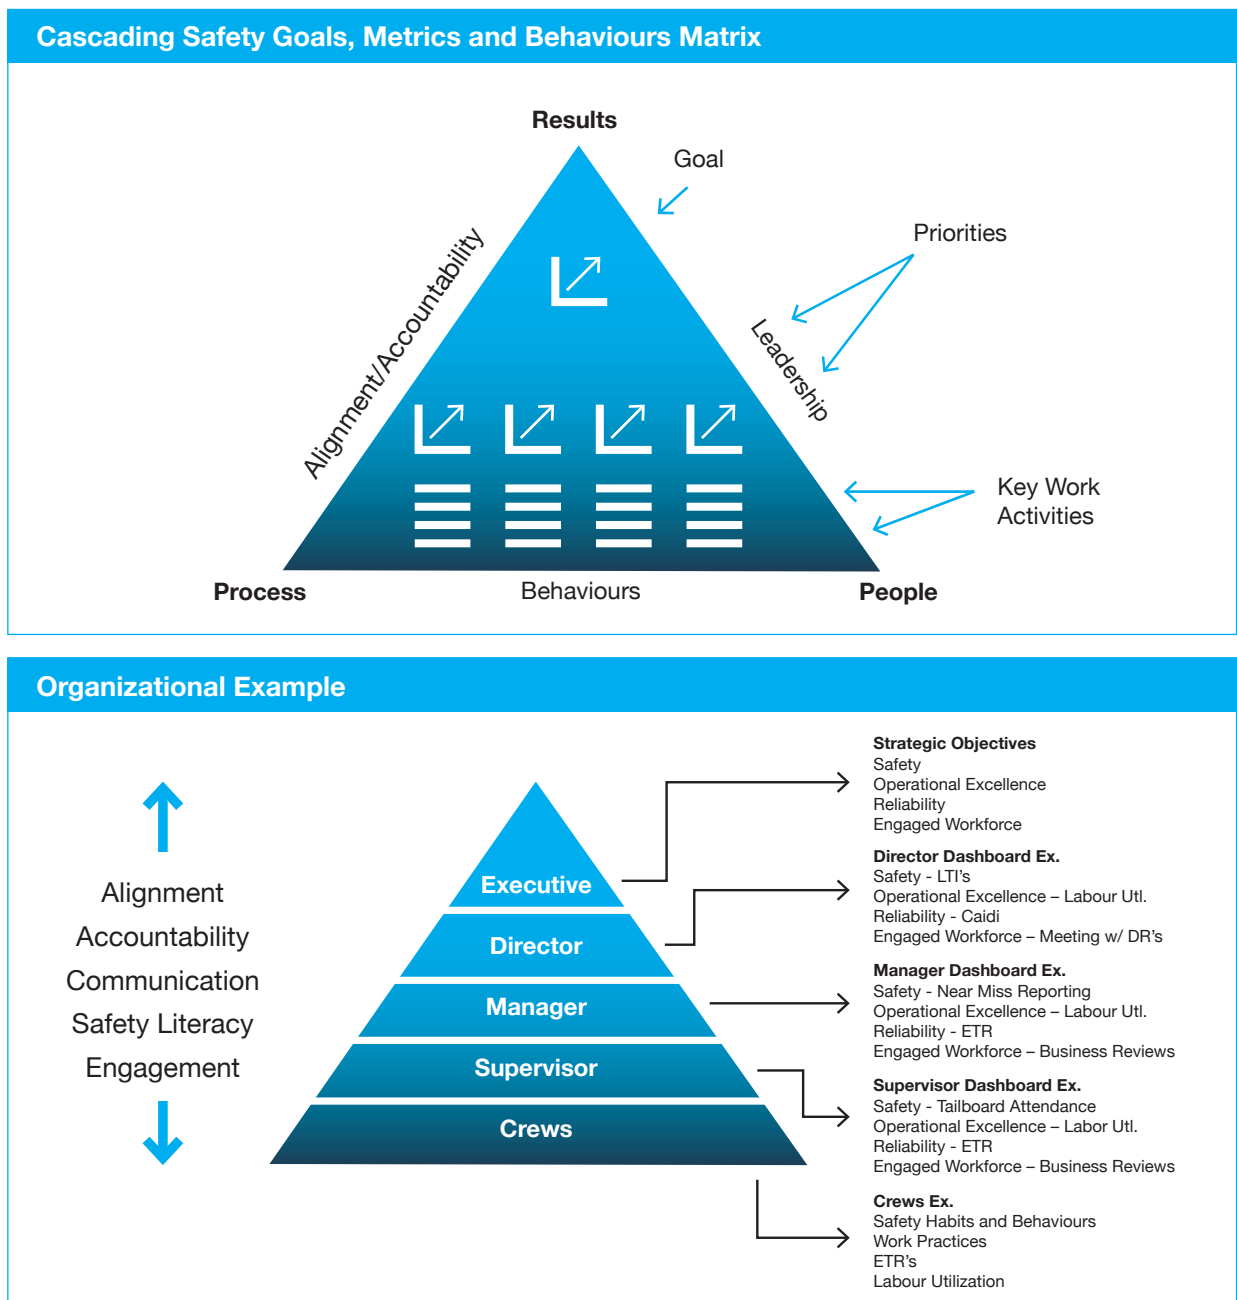 Cascading Safety Goals, Metrics and Behaviours Matrix
Results
Goal
Priorities
Alignment/Accountability
Leadership
Key Work
Activities
Process
Behaviours
People
Organizational Example
Alignment
Accountability
Communication
Safety Literacy
Engagement
Executive
Director
Manager
Supervisor
Crews
Strategic Objectives
Safety
Operational Excellence
Reliability
Engaged Workforce
Director Dashboard Ex.
Safety - LTI's
Operational Excellence – Labour Utl.
Reliability - Caidi
Engaged Workforce – Meeting w/ DR's
Manager Dashboard Ex.
Safety - Near Miss Reporting
Operational Excellence – Labour Utl.
Reliability - ETR
Engaged Workforce – Business Reviews
Supervisor Dashboard Ex.
Safety - Tailboard Attendance
Operational Excellence – Labor Utl.
Reliability - ETR
Engaged Workforce – Business Reviews
Crews Ex.
Safety Habits and Behaviours
Work Practices
ETR's
Labour Utilization